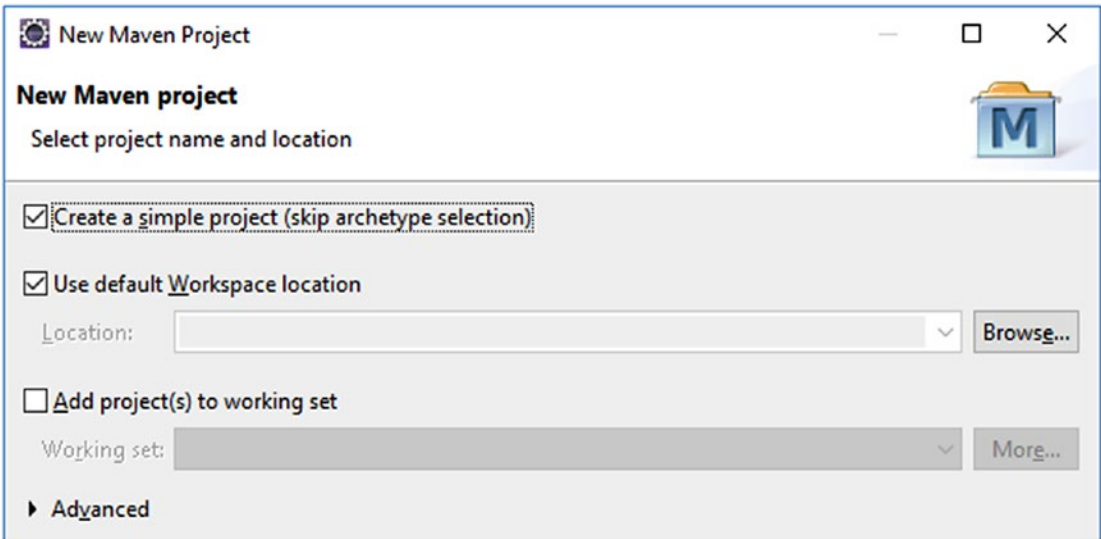 New Maven Project
New Maven project
Select project name and location
M
Create a simple project (skip archetype selection)
Use default Workspace location
Location:
Browse...
Add project(s) to working set
Working set:
More...
Advanced